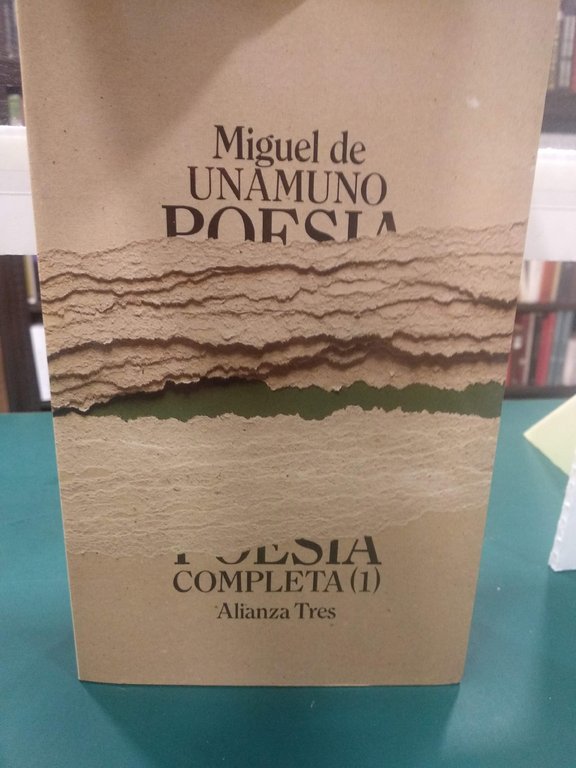 Miguel de
UNAMUNO
POESIA
POESIA
COMPLETA (1)
Alianza Tres